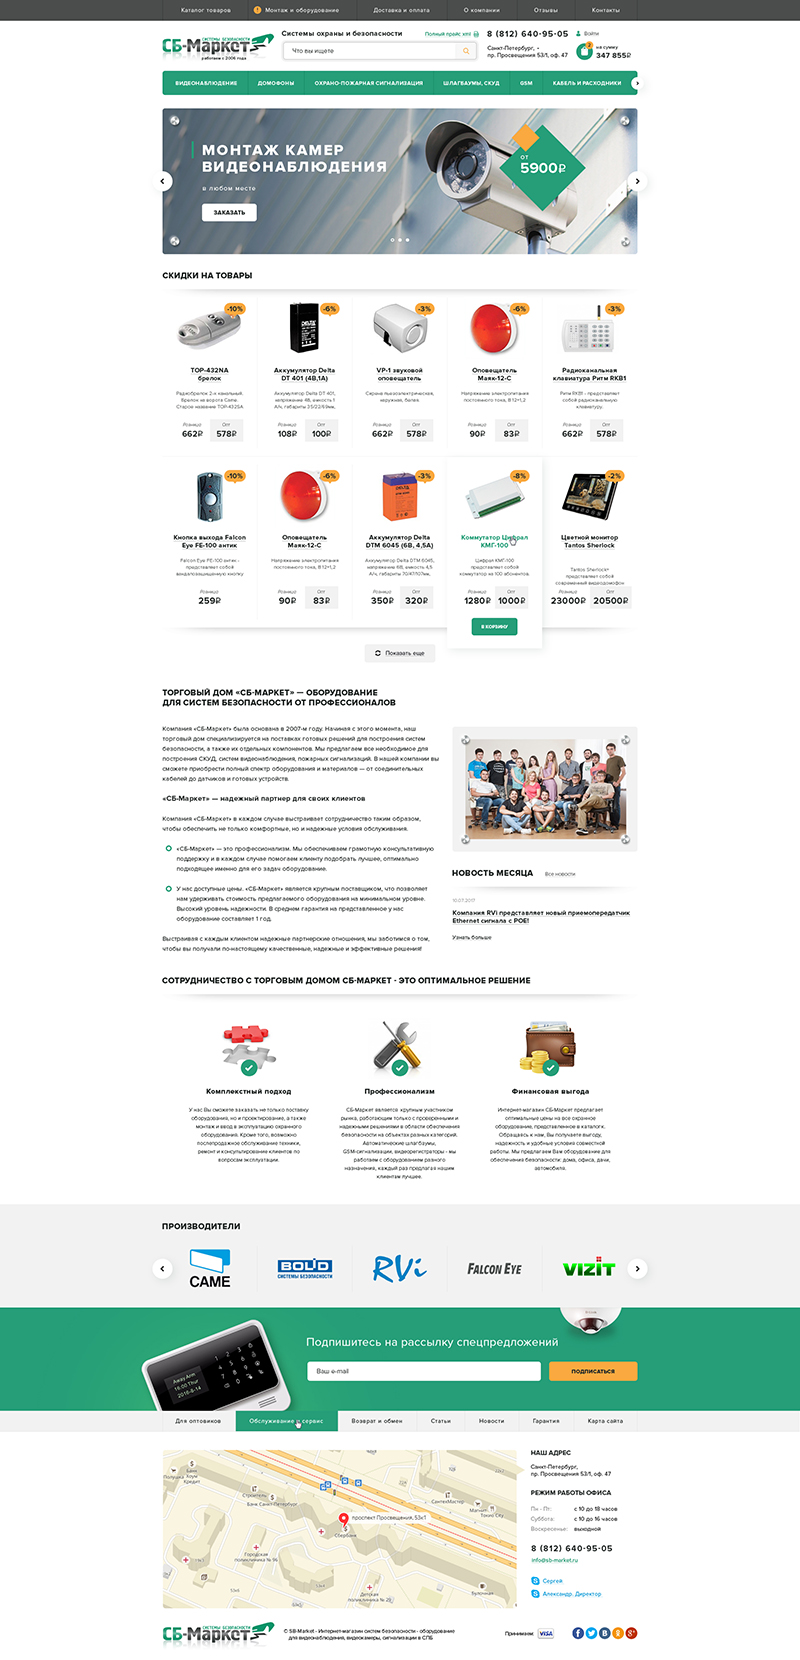 Каталог товаров
Монтаж и оборудование
Доставка и оплата
О компании
Отзывы
Контакты
СИСТЕМЫ БЕЗОПАСНОСТИ
СБ-Маркет
работаем с 2006 года
Системы охраны и безопасности
Полный прайс xml
Что вы ищете
8 (812) 640-95-05
Санкт-Петербург,
пр. Просвещения 53/1, оф. 47
Войти
на сумму
347 855₽
ВИДЕОНАБЛЮДЕНИЕ
ДОМОФОНЫ
ОХРАНО-ПОЖАРНАЯ СИГНАЛИЗАЦИЯ
ШЛАГБАУМЫ, СКУД
GSM
КАБЕЛЬ И РАСХОДНИКИ
МОНТАЖ КАМЕР
ВИДЕОНАБЛЮДЕНИЯ
в любом месте
ЗАКАЗАТЬ
ОТ
5900₽
СКИДКИ НА ТОВАРЫ
-10%
TOP-432NA
брелок
Радиобрелок 2-х канальный.
Брелок на ворота Came.
Старое название TOP-432SA
Розница
Опт
662₽
578₽
-6%
Аккумулятор Delta
DT 401 (4В,1А)
Аккумулятор Delta DT 401,
напряжение 4В, емкость 1
А/ч, габариты 35/22/69мм,
Розница
Опт
108₽
100₽
-3%
VP-1 звуковой
оповещатель
Сирена пьезоэлектрическая,
наружная, белая
Розница
Опт
662₽
578₽
-6%
Оповещатель
Маяк-12-С
Напряжение электропитания
постоянного тока, В 12+1,2
Розница
Опт
90₽
83₽
-3%
Радиоканальная
клавиатура Ритм RKB1
Ритм RKB1 - представляет
собой радиоканальную
клавиатуру.
Розница
Опт
662₽
578₽
-10%
Кнопка выхода Falcon
Eye FE-100 антик
Falcon Eye FE-100 антик -
представляет собой
вандалозащищенную кнопку
Розница
259₽
-6%
Оповещатель
Маяк-12-С
Напряжение электропитания
постоянного тока, В 12+1,2
Розница
Опт
90₽
83₽
-3%
Аккумулятор Delta
DTM 6045 (6В, 4,5А)
Аккумулятор Delta DTM 6045,
напряжение 6В, емкость 4,5
А/ч, габариты 70/47/107мм,
Розница
Опт
350₽
320₽
-8%
Коммутатор Цифрал
КМГ-100
Цифрал КМГ-100
представляет собой
коммутатор на 100 абонентов.
Розница
Опт
1280₽
1000₽
В КОРЗИНУ
-2%
Цветной монитор
Tantos Sherlock
Tantos Sherlock+
представляет собой
современный видеодомофон
Розница
Опт
23000₽
20500₽
Показать еще
ТОРГОВЫЙ ДОМ «СБ-МАРКЕТ» — ОБОРУДОВАНИЕ
ДЛЯ СИСТЕМ БЕЗОПАСНОСТИ ОТ ПРОФЕССИОНАЛОВ
Компания «СБ-Маркет» была основана в 2007-м году. Начиная с этого момента, наш
торговый дом специализируется на поставках готовых решений для построения систем
безопасности, а также их отдельных компонентов. Мы предлагаем все необходимое для
построения СКУД, систем видеонаблюдения, пожарных сигнализаций. В нашей компании вы
сможете приобрести полный спектр оборудования и материалов — от соединительных
кабелей до датчиков и готовых устройств.
«СБ-Маркет» — надежный партнер для своих клиентов
Компания «СБ-Маркет» в каждом случае выстраивает сотрудничество таким образом,
чтобы обеспечить не только комфортные, но и надежные условия обслуживания.
«СБ-Маркет» — это профессионализм. Мы обеспечиваем грамотную консультативную
поддержку и в каждом случае помогаем клиенту подобрать лучшее, оптимально
подходящее именно для его задач оборудование.
У нас доступные цены. «СБ-Маркет» является крупным поставщиком, что позволяет
нам удерживать стоимость предлагаемого оборудования на минимальном уровне.
Высокий уровень надежности. В среднем гарантия на представленное у нас
оборудование составляет 1 год.
Выстраивая с каждым клиентом надежные партнерские отношения, мы заботимся о том,
чтобы вы получали по-настоящему качественные, надежные и эффективные решения!
НОВОСТЬ МЕСЯЦА
Все новости
19.07.2017
Компания RVi представляет новый приемопередатчик
Ethernet сигнала с POE!
Узнать больше
СОТРУДНИЧЕСТВО С ТОРГОВЫМ ДОМОМ СБ-МАРКЕТ - ЭТО ОПТИМАЛЬНОЕ РЕШЕНИЕ
Комплектный подход
У нас Вы сможете заказать не только поставку
оборудования, но и проектирование, а также
монтаж и ввод в эксплуатацию охранного
оборудования. Кроме того, возможно
послепродажное обслуживание техники,
ремонт и консультирование клиентов по
вопросам эксплуатации.
Профессионализм
СБ-Маркет является крупным участником
рынка, работающим только с проверенными и
надежными решениями в области обеспечения
безопасности на объектах разных категорий.
Автоматические шлагбаумы,
GSM-сигнализации, видеорегистраторы - мы
работаем с оборудованием разного
назначения, каждый раз предлагая нашим
клиентам лучшее.
Финансовая выгода
Интернет-магазин СБ-Маркет предлагает
оптимальные цены на все охранное
оборудование, представленное в каталоге.
Обращаясь к нам, Вы получаете выгоду,
надежность и удобные условия совместной
работы. Мы предлагаем Вам оборудование для
обеспечения безопасности: дома, офиса, дачи,
автомобиля.
ПРОИЗВОДИТЕЛИ
CAME
BOLID
СИСТЕМЫ БЕЗОПАСНОСТИ
RVi
FALCON EYE
VIZIT
Away Arm
16:00 Thur
2016-8-14
Подпишитесь на рассылку спецпредложений
Ваш e-mail
ПОДПИСАТЬСЯ
Для оптовиков
Обслуживание и сервис
Возврат и обмен
Статьи
Новости
Гарантия
Карта сайта
проспект Просвещения, 53к1
Сбербанк
Банк Санкт-Петербург
Строитель
СантехМастер
Городская
поликлиника № 96
Детская
поликлиника № 29
Булочная
НАШ АДРЕС
Санкт-Петербург,
пр. Просвещения 53/1, оф. 47
РЕЖИМ РАБОТЫ ОФИСА
Пн - Пт:
с 10 до 18 часов
Суббота:
с 10 до 16 часов
Воскресенье:
выходной
8 (812) 640-95-05
info@sb-market.ru
Сергей
Александр. Директор
СИСТЕМЫ БЕЗОПАСНОСТИ
СБ-Маркет
© SB-Market - Интернет-магазин систем безопасности - оборудование
для видеонаблюдения, видеокамеры, сигнализации в СПБ
Принимаем:
VISA